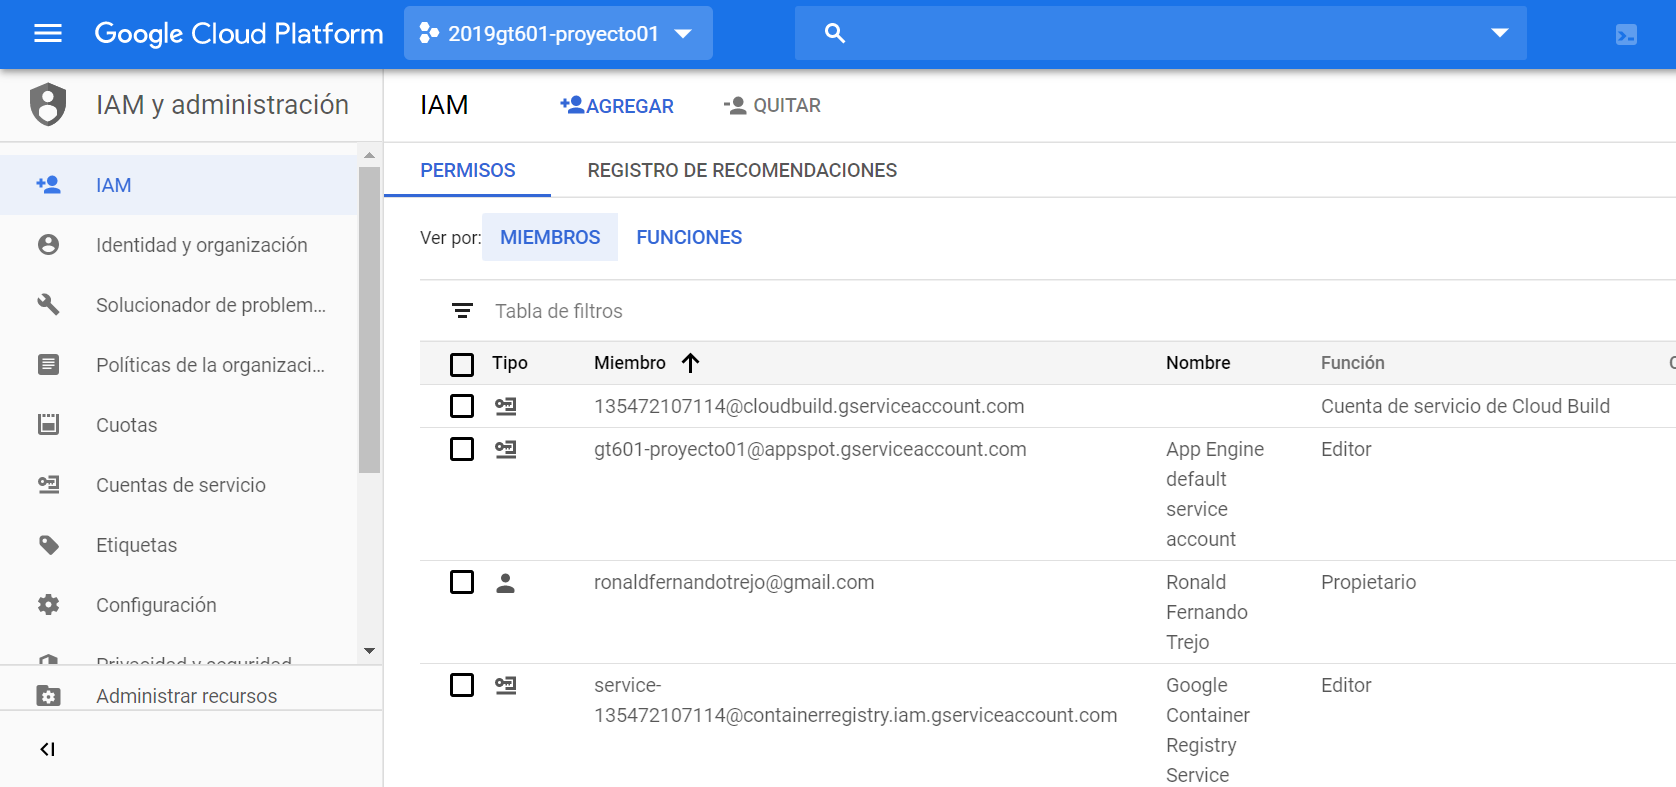 Google Cloud Platform
2019gt601-proyecto01
IAM y administración
IAM
AGREGAR
QUITAR
IAM
Identidad y organización
Solucionador de problem...
Políticas de la organizaci...
Cuotas
Cuentas de servicio
Etiquetas
Configuración
Privacidad y seguridad
Administrar recursos
PERMISOS
REGISTRO DE RECOMENDACIONES
Ver por:
MIEMBROS
FUNCIONES
Tabla de filtros
Tipo
Miembro
Nombre
Función
135472107114@cloudbuild.gserviceaccount.com
Cuenta de servicio de Cloud Build
gt601-proyecto01@appspot.gserviceaccount.com
App Engine
default
service
account
Editor
ronaldfernandotrejo@gmail.com
Ronald
Fernando
Trejo
Propietario
service-
135472107114@containerregistry.iam.gserviceaccount.com
Google
Container
Registry
Service
Editor